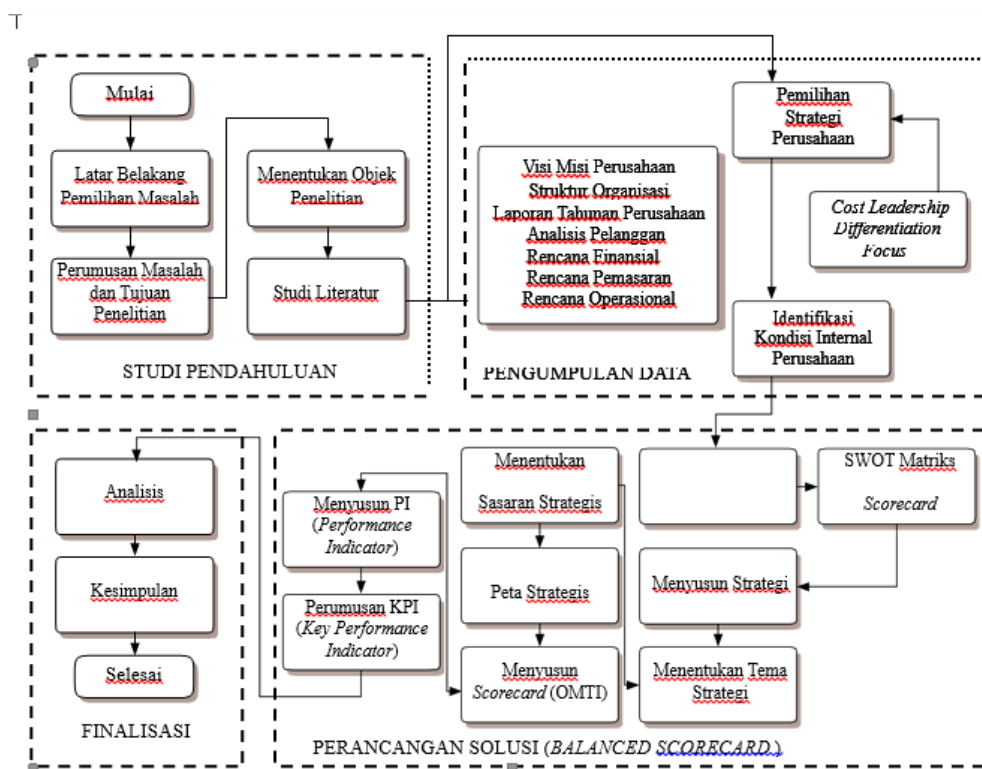 T
Mulai
Latar Belakang
Pemilihan Masalah
Perumusan Masalah
dan Tujuan
Penelitian
Menentukan Objek
Penelitian
Studi Literatur
STUDI PENDAHULUAN
Visi Misi Perusahaan
Struktur Organisasi
Laporan Tahunan Perusahaan
Analisis Pelanggan
Rencana Finansial
Rencana Pemasaran
Rencana Operasional
Pemilihan
Strategi
Perusahaan
Cost Leadership
Differentiation
Focus
Identifikasi
Kondisi Internal
Perusahaan
PENGUMPULAN DATA
SWOT Matriks
Scorecard
Menyusun Strategi
Menentukan Tema
Strategi
Menentukan
Sasaran Strategis
Peta Strategis
Menyusun
Scorecard (OMTI)
Menyusun PI
(Performance
Indicator)
Perumusan KPI
(Key Performance
Indicator)
PERANCANGAN SOLUSI (BALANCED SCORECARD )
Analisis
Kesimpulan
Selesai
FINALISASI